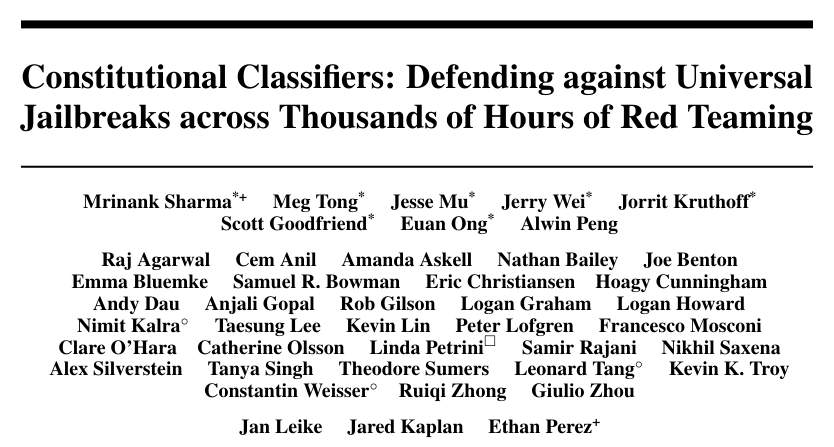 Constitutional Classifiers: Defending against Universal
Jailbreaks across Thousands of Hours of Red Teaming
Mrinank Sharma*+ Meg Tong* Jesse Mu* Jerry Wei* Jorrit Kruthoff*
Scott Goodfriend* Euan Ong* Alwin Peng
Raj Agarwal Cem Anil Amanda Askell Nathan Bailey Joe Benton
Emma Bluemke Samuel R. Bowman Eric Christiansen Hoagy Cunningham
Andy Dau Anjali Gopal Rob Gilson Logan Graham Logan Howard
Nimit Kalra○ Taesung Lee Kevin Lin Peter Lofgren Francesco Mosconi
Clare O'Hara Catherine Olsson Linda Petrini□ Samir Rajani Nikhil Saxena
Alex Silverstein Tanya Singh Theodore Sumers Leonard Tang○ Kevin K. Troy
Constantin Weisser○ Ruiqi Zhong Giulio Zhou
Jan Leike Jared Kaplan Ethan Perez+